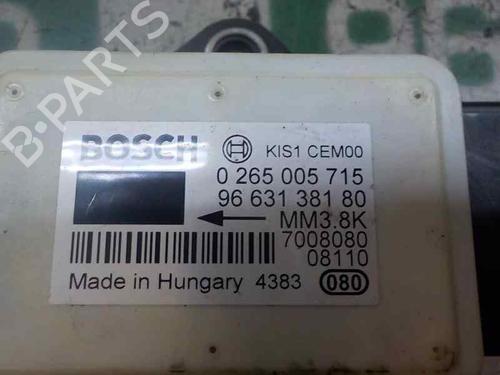 B-PARTS
BOSCH KIS1 CEM00
0 265 005 715
96 631 381 80
MM3.8K
7008080
08110
Made in Hungary 4383 080